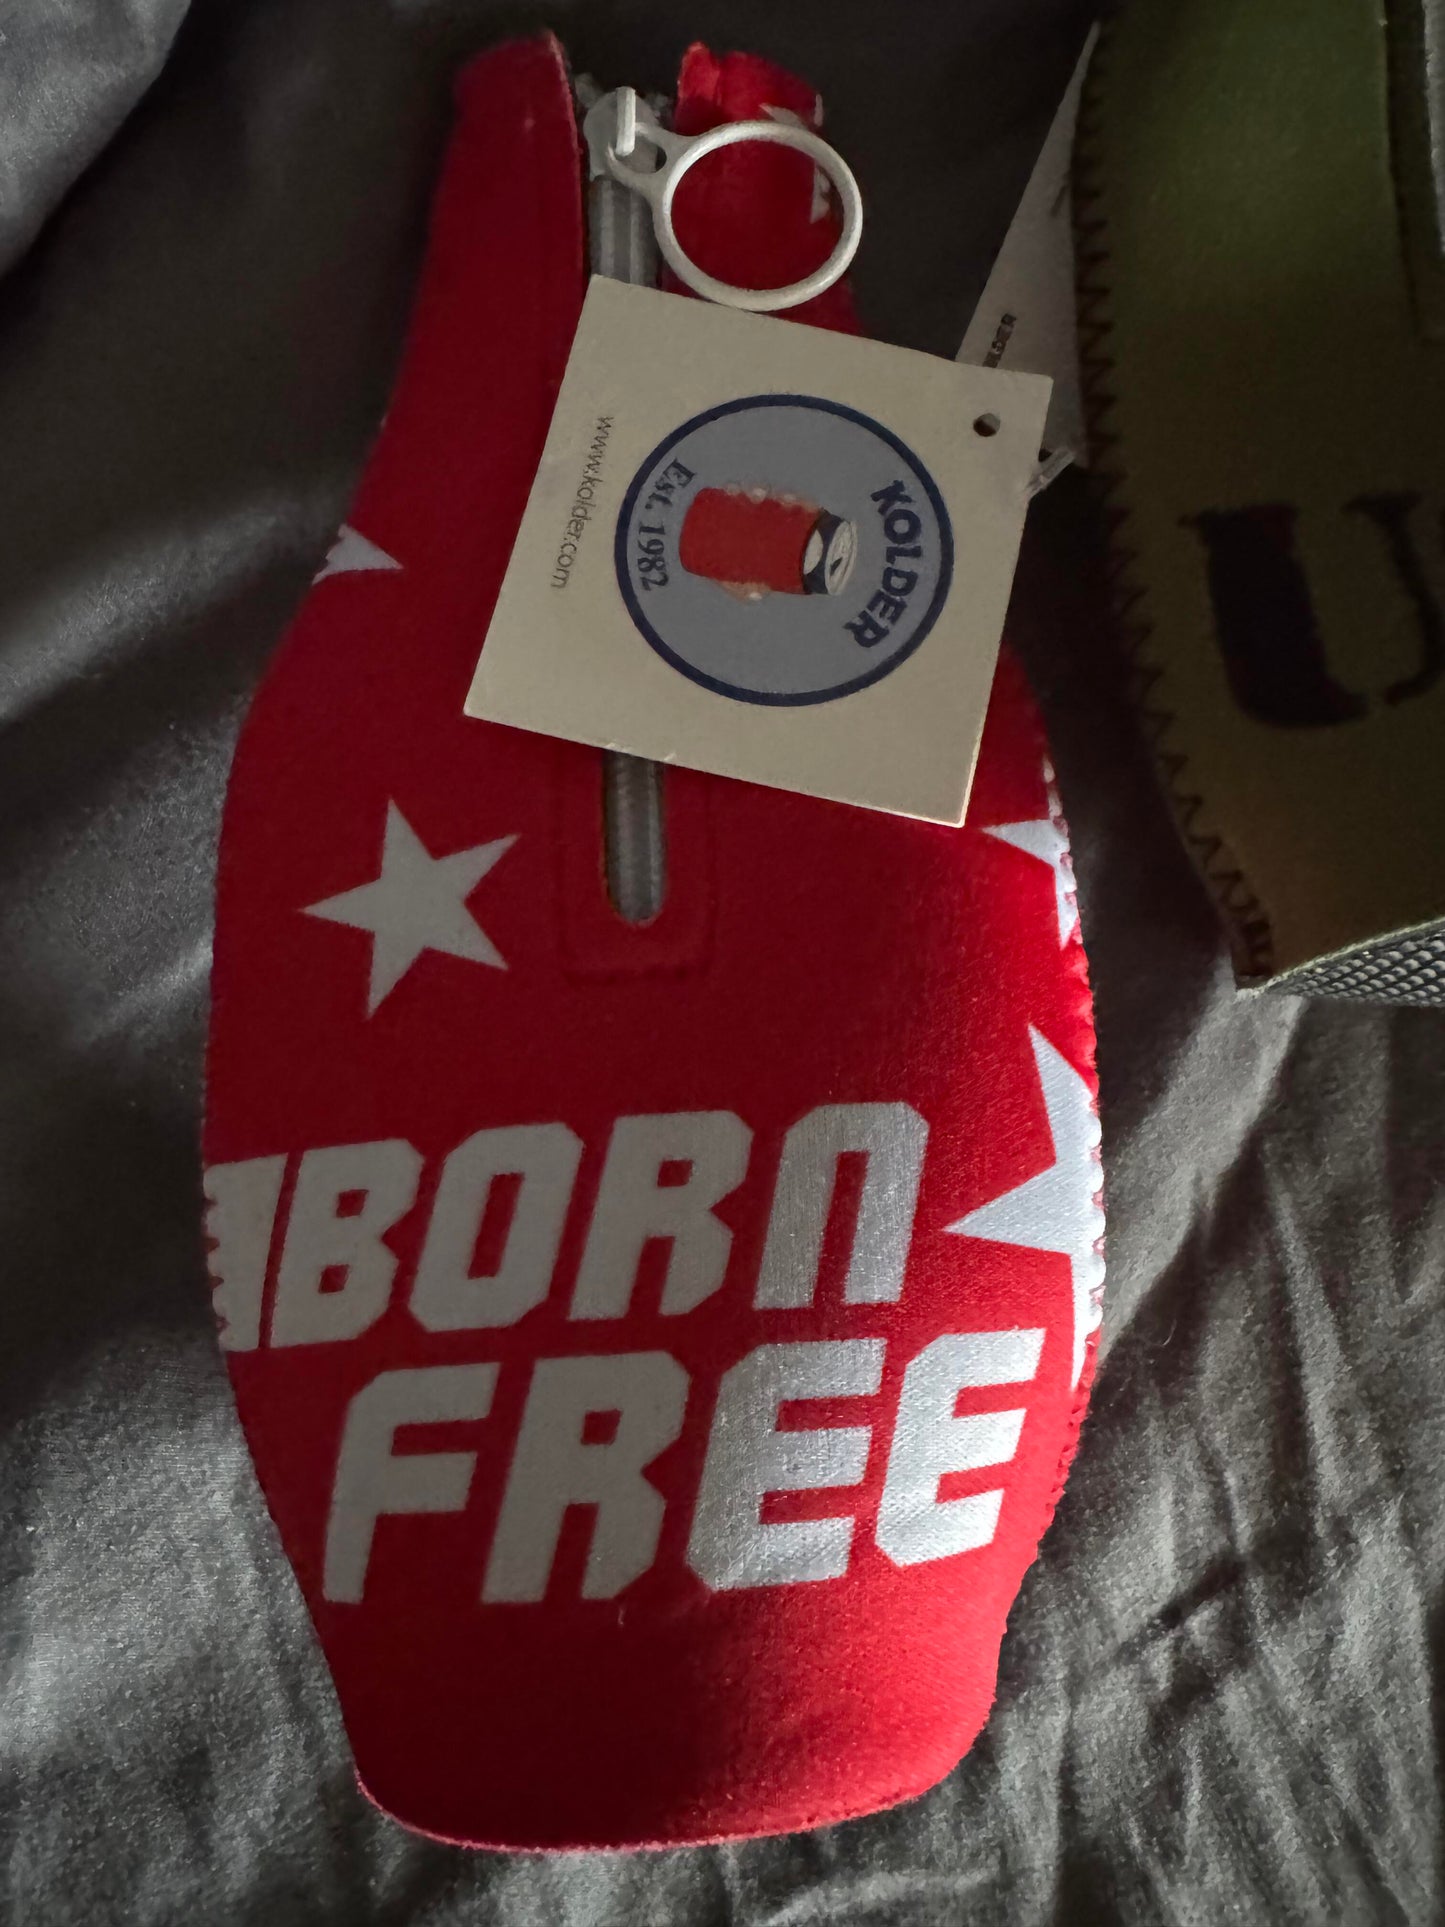 KOLDER
Est. 1982
www.kolder.com
BORN
FREE
U